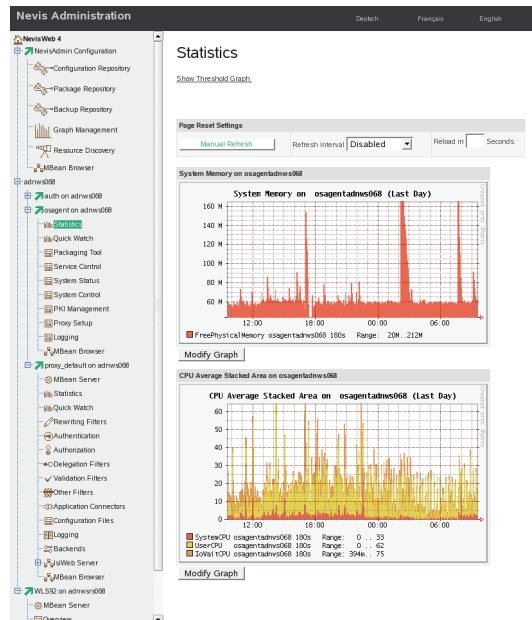 Nevis Administration
Deutsch Français English
NevisWeb 4
NevisAdmin Configuration
Configuration Repository
Package Repository
Backup Repository
Graph Management
Resource Discovery
MBean Browser
adnws068
auth on adnws068
osagent on adnws068
Statistics
Quick Watch
Packaging Tool
Service Control
System Status
System Control
PKI Management
Proxy Setup
Logging
MBean Browser
proxy_default on adnws068
MBean Server
Statistics
Quick Watch
Rewriting Filters
Authentication
Authorization
Delegation Filters
Validation Filters
Other Filters
Application Connectors
Configuration Files
Logging
Backends
IsiWeb Server
MBean Browser
WLS92 on adnwsrs068
MBean Server
Overview
Statistics
Show Threshold Graph
Page Reset Settings
Manual Refresh Refresh Interval Disabled Reload in Seconds
System Memory on osagentadnws068
System Memory on osagentadnws068 (Last Day)
160 M
140 M
120 M
100 M
80 M
60 M
12:00 18:00 00:00 06:00
FreePhysicalMemory osagentadnws068 180s Range: 20M..212M
Modify Graph
CPU Average Stacked Area on osagentadnws068
CPU Average Stacked Area on osagentadnws068 (Last Day)
60
50
40
30
20
10
0
12:00 18:00 00:00 06:00
SystemCPU osagentadnws068 180s Range: 0 .. 33
UserCPU osagentadnws068 180s Range: 0 .. 62
IoWaitCPU osagentadnws068 180s Range: 394m.. 75
Modify Graph